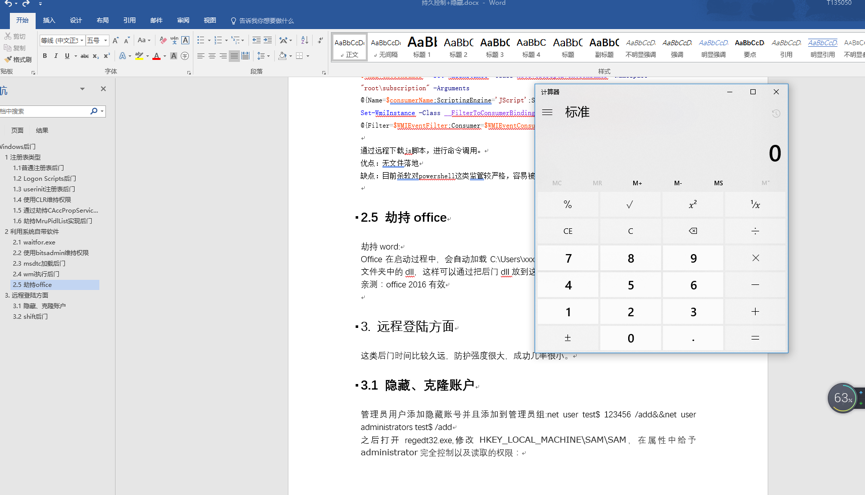 持久控制+隐藏.docx - Word
T135050
开始 插入 设计 布局 引用 邮件 审阅 视图 告诉我你想要做什么
剪切
复制
格式刷
等线 (中文正 五号
B I U abc x₂ x²
字体
段落
AaBbCcDc AaBbCcDc AaBl AaBb( AaBb( AaBbC AaBbC AaBbC AaBbCcD. AaBbCcD. AaBbCcD. AaBbCcD AaBbCcD. AaBbCcD.
正文 无间隔 标题 1 标题 2 标题 3 标题 4 标题 副标题 不明显强调 强调 明显强调 要点 引用 明显引用
样式
航
页面 结果
Windows后门
1 注册表类型
1.1普通注册表后门
1.2 Logon Scripts后门
1.3 userinit注册表后门
1.4 使用CLR维持权限
1.5 通过劫持CAccPropServic...
1.6 劫持MruPidlList实现后门
2 利用系统自带软件
2.1 waitfor.exe
2.2 使用bitsadmin维持权限
2.3 msdtc加载后门
2.4 wmi执行后门
2.5 劫持office
3. 远程登陆方面
3.1 隐藏、克隆账户
3.2 shift后门
"root\subscription" -Arguments
@{Name=$consumerName;ScriptingEngine="JScript";S
Set-WmiInstance -Class __FilterToConsumerBinding
@{Filter=$WMIEventFilter;Consumer=$WMIEventConsu
通过远程下载js脚本，进行命令调用。
优点：无文件落地
缺点：目前杀软对powershell这类监管较严格，容易被
2.5 劫持 office
劫持 word:
Office 在启动过程中，会自动加载 C:\Users\xxx
文件夹中的 dll，这样可以通过把后门 dll 放到这
亲测：office 2016 有效
3. 远程登陆方面
这类后门时间比较久远，防护强度很大，成功几率很小。
3.1 隐藏、克隆账户
管理员用户添加隐藏账号并且添加到管理员组:net user test$ 123456 /add&&net user
administrators test$ /add
之后打开 regedt32.exe,修改 HKEY_LOCAL_MACHINE\SAM\SAM，在属性中给予
administrator 完全控制以及读取的权限：
计算器
标准
0
MC MR M+ M- MS M˅
% √ x² ¹/x
CE C ⌫ ÷
7 8 9 ×
4 5 6 −
1 2 3 +
± 0 . =
63%